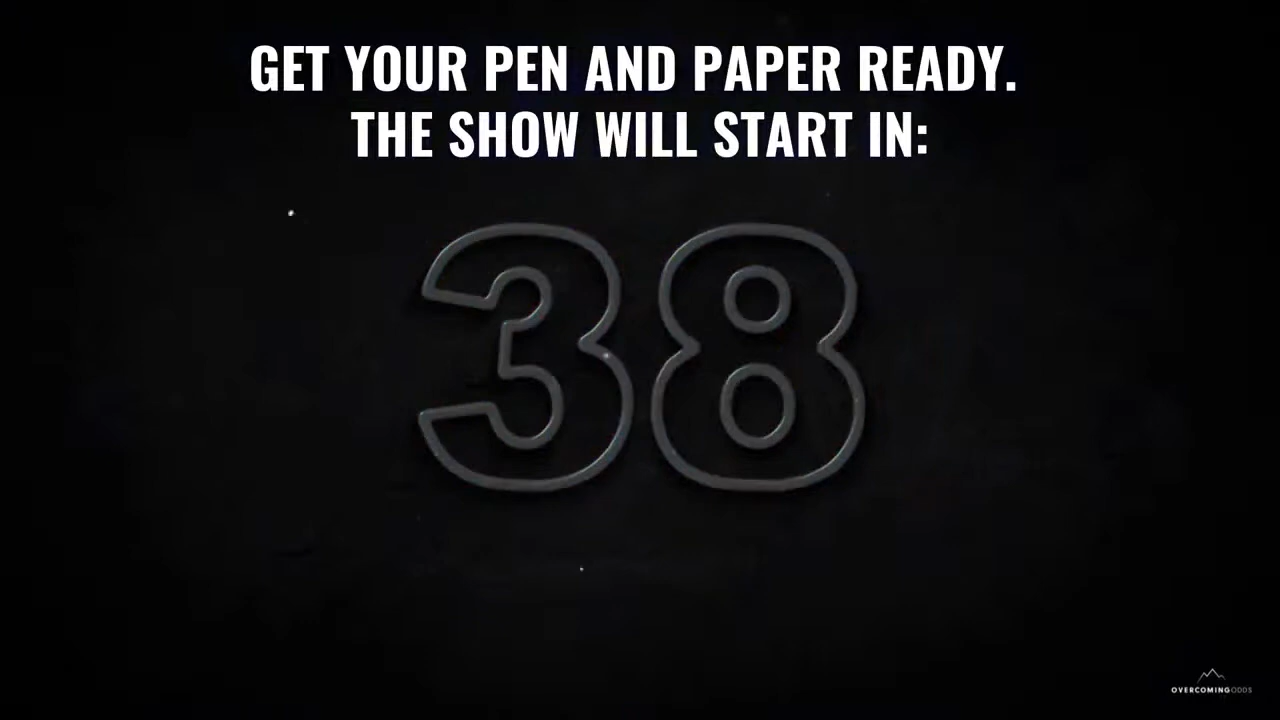 GET YOUR PEN AND PAPER READY.
THE SHOW WILL START IN:
38
OVERCOMINGODDS